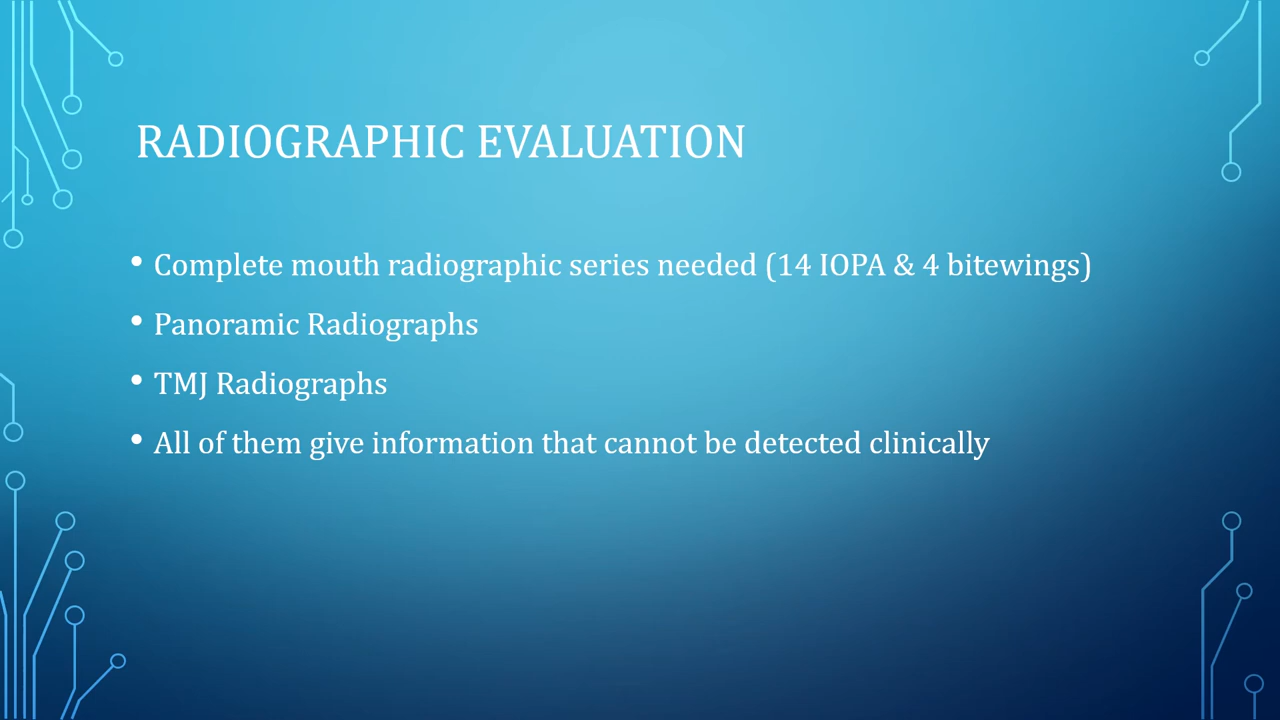 RADIOGRAPHIC EVALUATION
• Complete mouth radiographic series needed (14 IOPA & 4 bitewings)
• Panoramic Radiographs
• TMJ Radiographs
• All of them give information that cannot be detected clinically